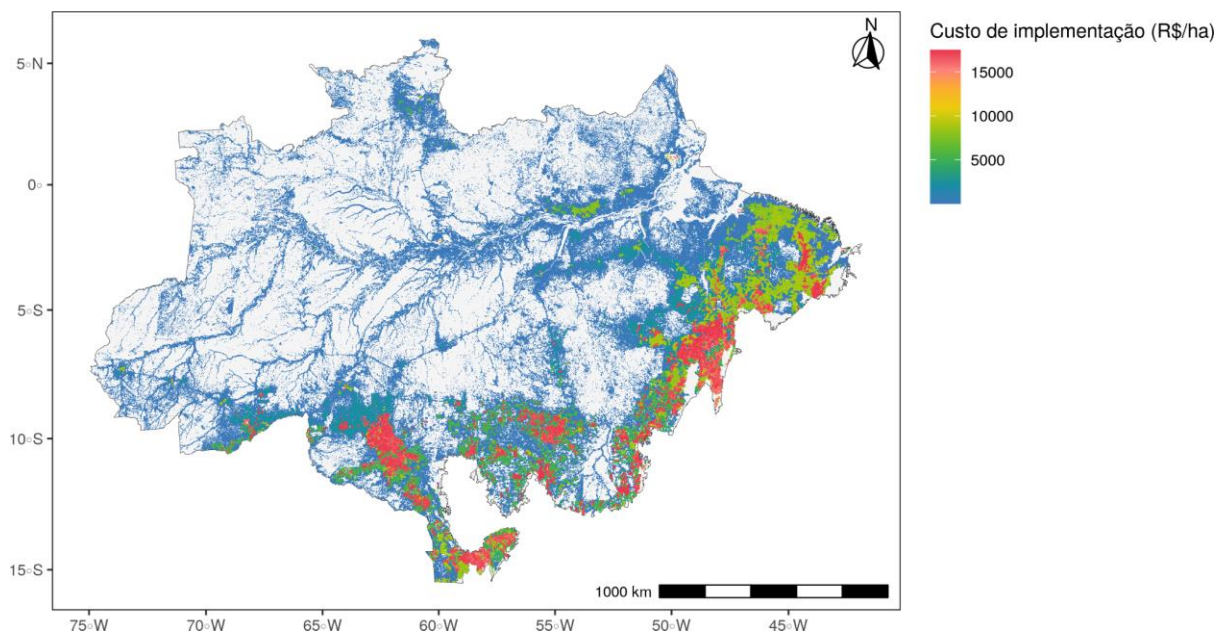 Custo de implementação (R$/ha)
N
15000
10000
5000
5◦N
0◦
5◦S
10◦S
15◦S
1000 km
75◦W
70◦W
65◦W
60◦W
55◦W
50◦W
45◦W